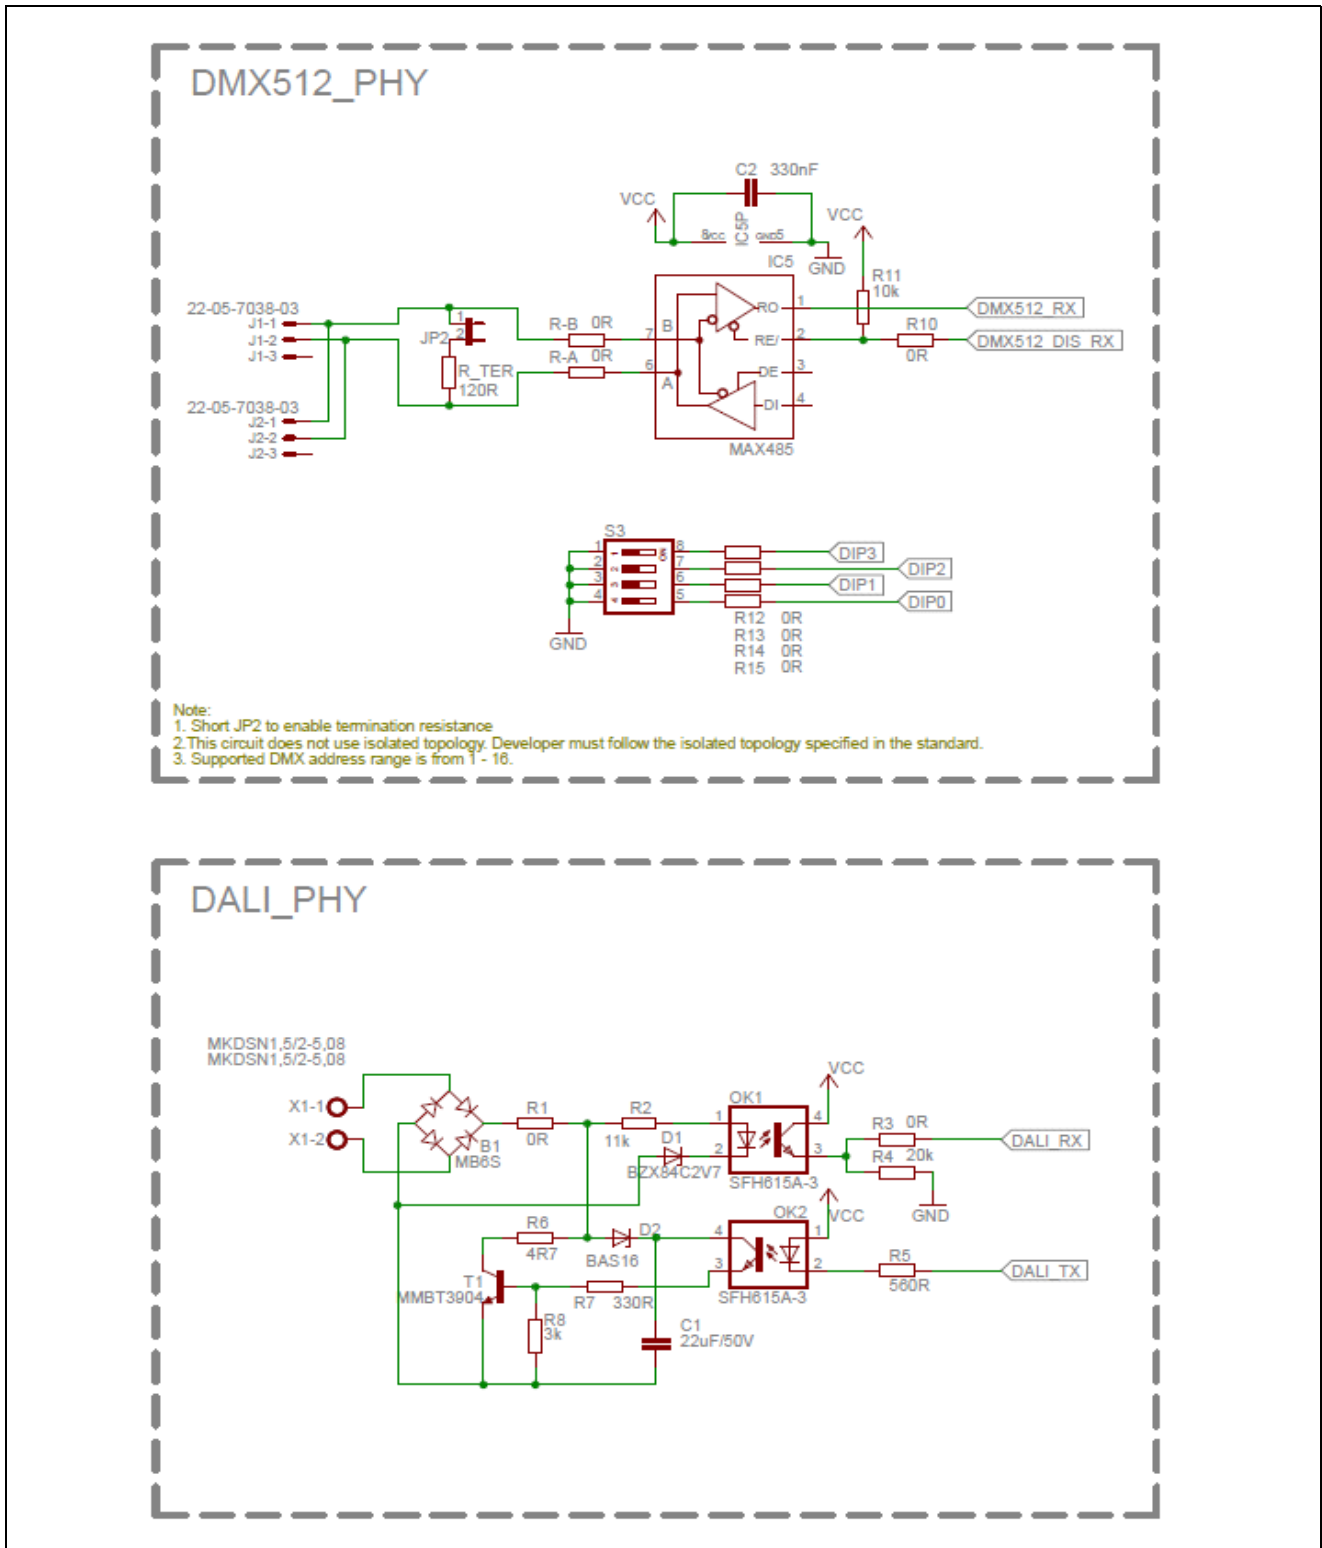 DMX512_PHY
C2 330nF
VCC
IC5P
8
VCC
GND
5
VCC
GND
IC5
R11
10k
22-05-7038-03
J1-1
J1-2
J1-3
1
2
JP2
R_TER
120R
R-B 0R
R-A 0R
7 B
6 A
RO 1
RE/ 2
DE 3
DI 4
MAX485
DMX512_RX
R10
0R
DMX512_DIS_RX
22-05-7038-03
J2-1
J2-2
J2-3
S3
1 1 8 DIP3
2 2 7 DIP2
3 3 6 DIP1
4 4 5 DIP0
GND
R12 0R
R13 0R
R14 0R
R15 0R
Note:
1. Short JP2 to enable termination resistance
2.This circuit does not use isolated topology. Developer must follow the isolated topology specified in the standard.
3. Supported DMX address range is from 1 - 16.
DALI_PHY
MKDSN1,5/2-5,08
MKDSN1,5/2-5,08
X1-1
X1-2
B1
MB6S
R1
0R
R2
11k
D1
BZX84C2V7
OK1
1
2
4
3
SFH615A-3
VCC
R3 0R
R4 20k
DALI_RX
GND
R6
4R7
D2
BAS16
OK2
4
3
1
2
SFH615A-3
VCC
R5
560R
DALI_TX
T1
MMBT3904
R7 330R
R8
3k
C1
22uF/50V